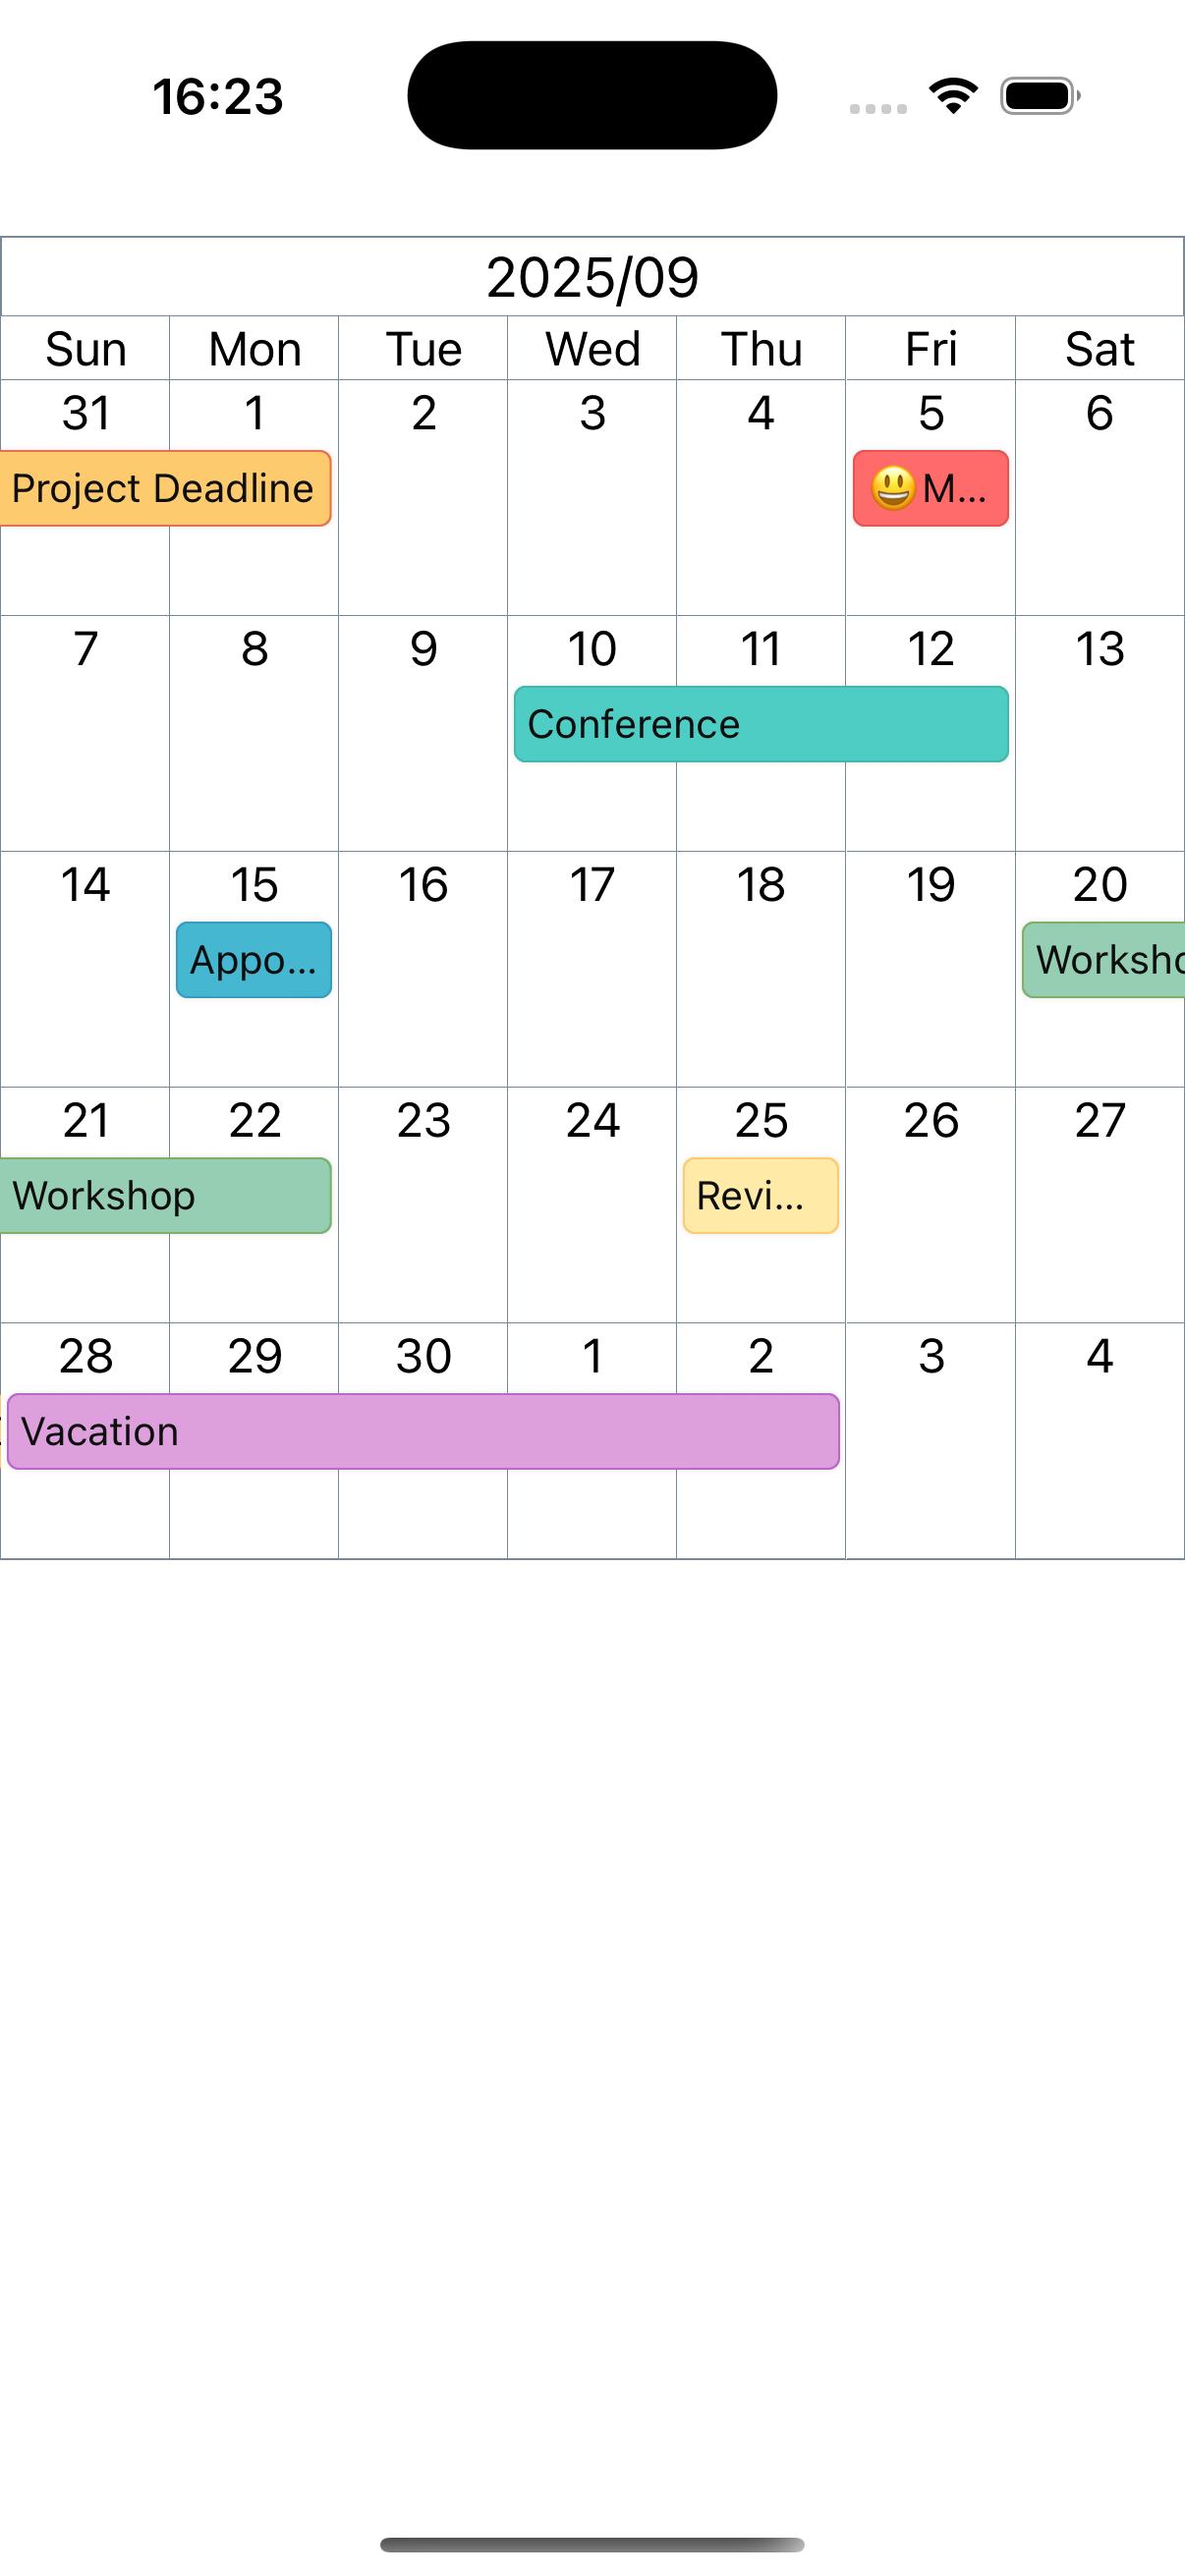 16:23
2025/09
Sun Mon Tue Wed Thu Fri Sat
31 1 2 3 4 5 6
Project Deadline 😃M...
7 8 9 10 11 12 13
Conference
14 15 16 17 18 19 20
Appo... Worksho
21 22 23 24 25 26 27
Workshop Revi...
28 29 30 1 2 3 4
Vacation